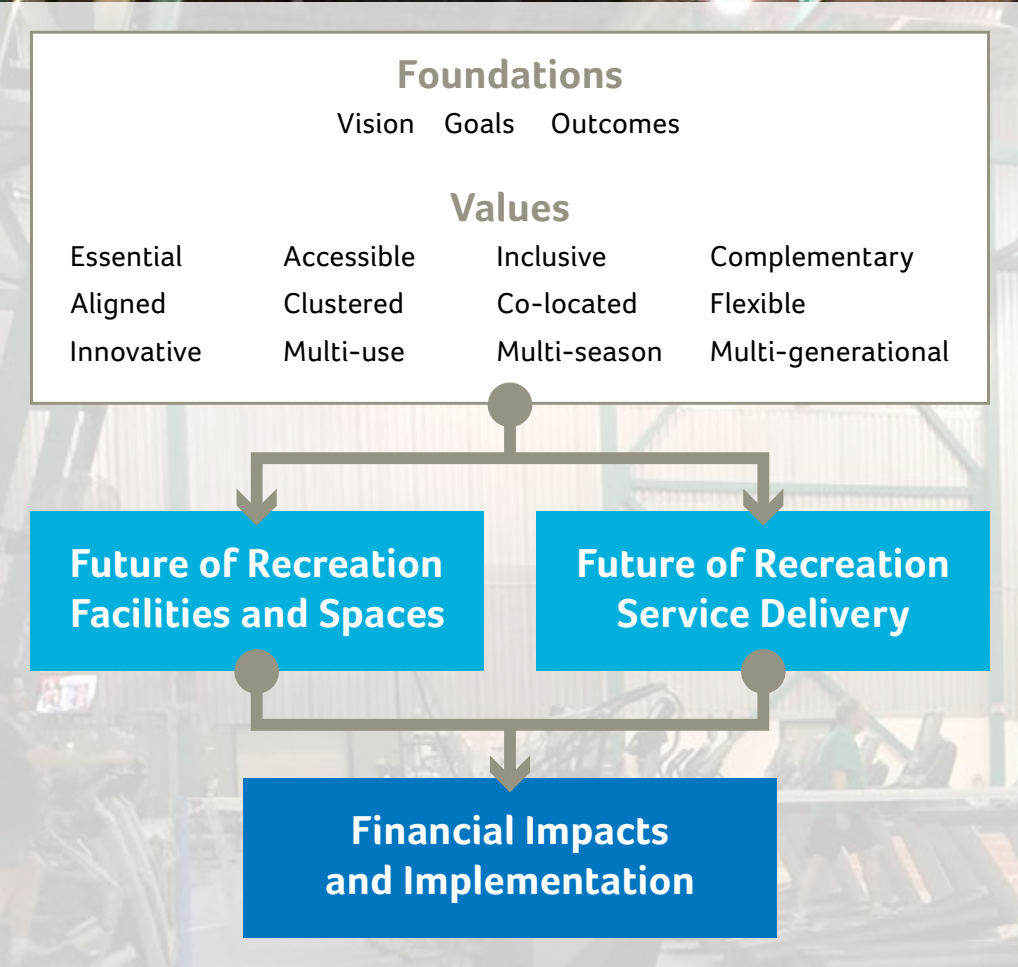 Foundations
Vision Goals Outcomes
Values
Essential Accessible Inclusive Complementary
Aligned Clustered Co-located Flexible
Innovative Multi-use Multi-season Multi-generational
Future of Recreation
Facilities and Spaces
Future of Recreation
Service Delivery
Financial Impacts
and Implementation